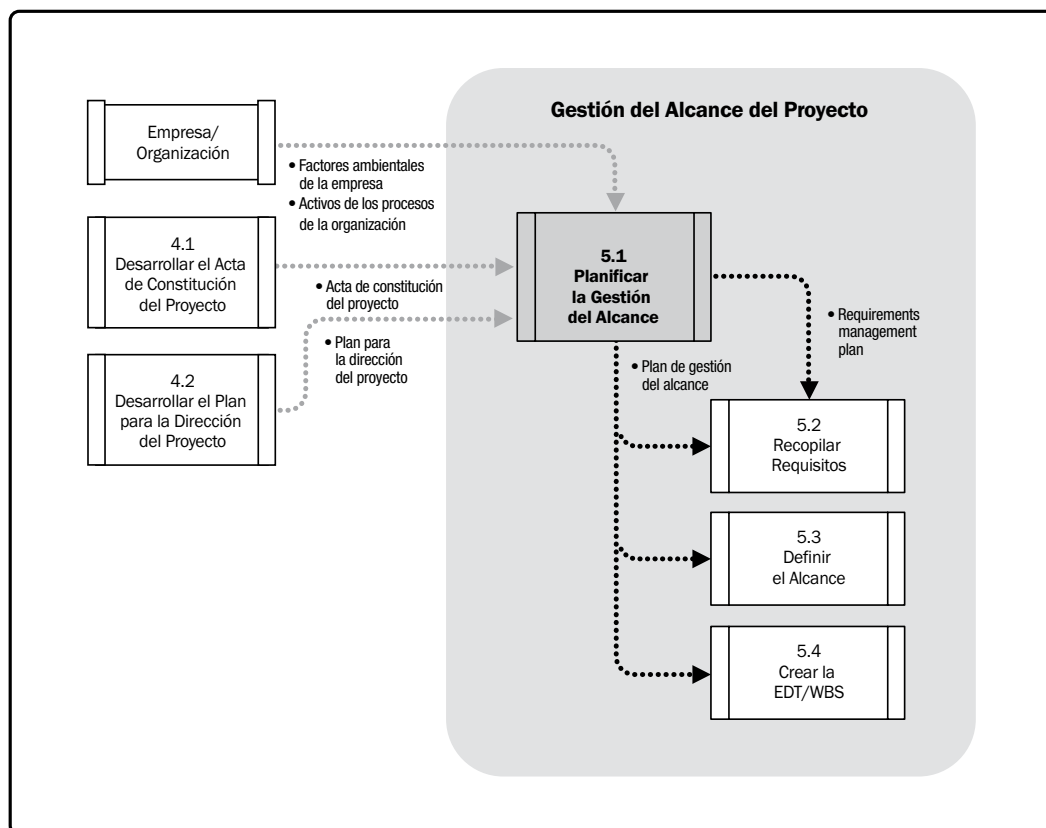 Gestión del Alcance del Proyecto
Empresa/
Organización
• Factores ambientales
de la empresa
• Activos de los procesos
de la organización
4.1
Desarrollar el Acta
de Constitución
del Proyecto
• Acta de constitución
del proyecto
4.2
Desarrollar el Plan
para la Dirección
del Proyecto
• Plan para
la dirección
del proyecto
5.1
Planificar
la Gestión
del Alcance
• Requirements
management
plan
• Plan de gestión
del alcance
5.2
Recopilar
Requisitos
5.3
Definir
el Alcance
5.4
Crear la
EDT/WBS